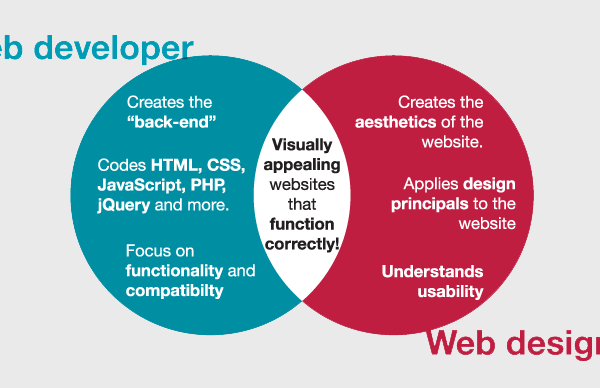 eb developer
Creates the
“back-end”
Codes HTML, CSS,
JavaScript, PHP,
jQuery and more.
Focus on
functionality and
compatibilty
Visually
appealing
websites
that
function
correctly!
Creates the
aesthetics of the
website.
Applies design
principals to the
website
Understands
usability
Web design